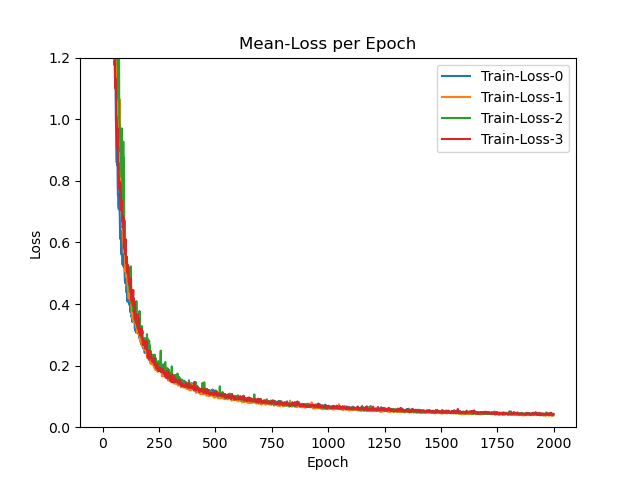 Mean-Loss per Epoch
1.2
1.0
0.8
0.6
0.4
0.2
0.0
Loss
Train-Loss-0
Train-Loss-1
Train-Loss-2
Train-Loss-3
0 250 500 750 1000 1250 1500 1750 2000
Epoch